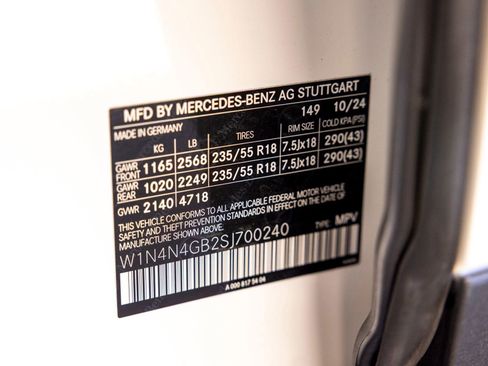 MFD BY MERCEDES-BENZ AG STUTTGART
MADE IN GERMANY 149 10/24
KG LB TIRES RIM SIZE COLD KPA (PSI)
GAWR FRONT 1165 2568 235/55 R18 7.5Jx18 290(43)
GAWR REAR 1020 2249 235/55 R18 7.5Jx18 290(43)
GVWR 2140 4718
THIS VEHICLE CONFORMS TO ALL APPLICABLE FEDERAL MOTOR VEHICLE
SAFETY AND THEFT PREVENTION STANDARDS IN EFFECT ON THE DATE OF
MANUFACTURE SHOWN ABOVE.
W1N4N4GB2SJ700240 TYPE: MPV
A 000 817 54 06